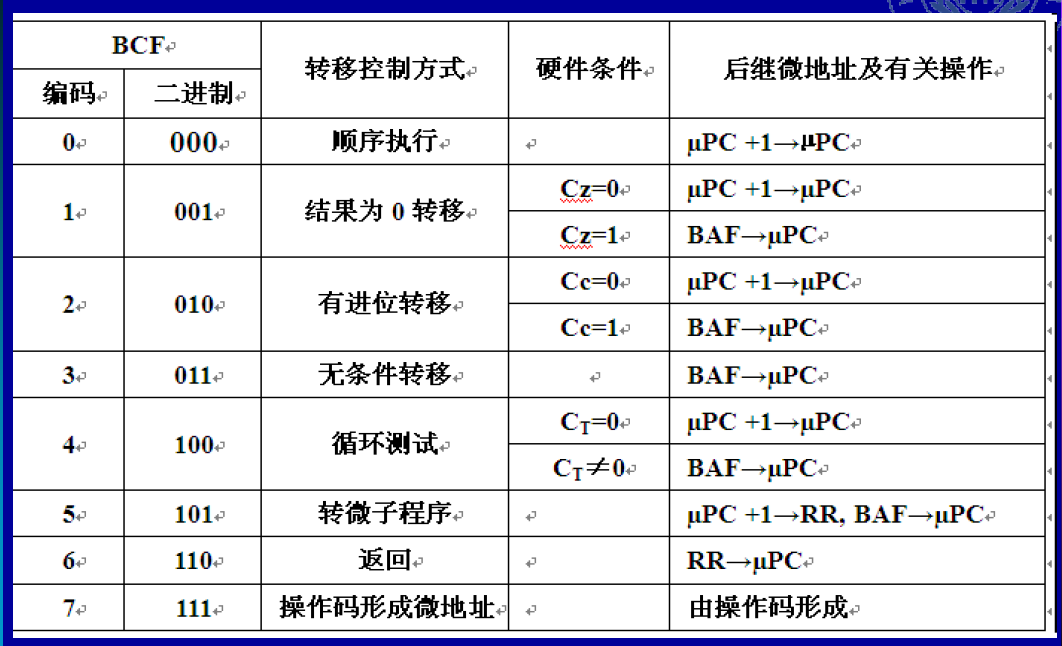 BCF 转移控制方式 硬件条件 后继微地址及有关操作
编码 二进制
0 000 顺序执行 μPC +1→μPC
1 001 结果为 0 转移 Cz=0 μPC +1→μPC
Cz=1 BAF→μPC
2 010 有进位转移 Cc=0 μPC +1→μPC
Cc=1 BAF→μPC
3 011 无条件转移 BAF→μPC
4 100 循环测试 CT=0 μPC +1→μPC
CT≠0 BAF→μPC
5 101 转微子程序 μPC +1→RR, BAF→μPC
6 110 返回 RR→μPC
7 111 操作码形成微地址 由操作码形成